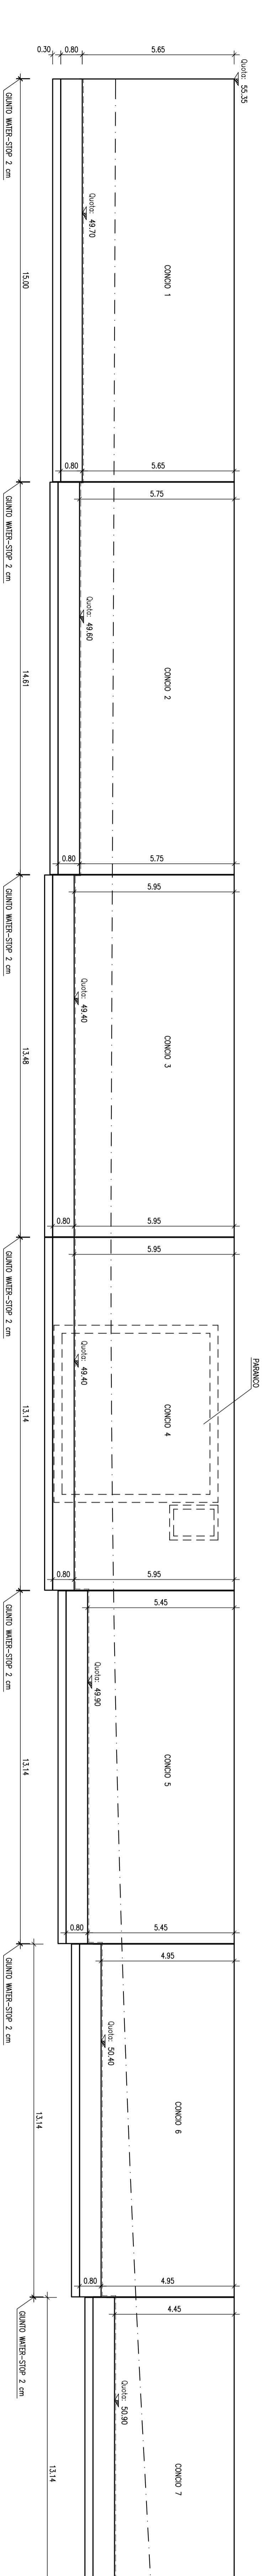 Quota: 55.35
5.65
0.80
0.30
GIUNTO WATER-STOP 2 cm
Quota: 49.70
CONCIO 1
15.00
5.65
0.80
GIUNTO WATER-STOP 2 cm
5.75
Quota: 49.60
CONCIO 2
14.61
5.75
0.80
GIUNTO WATER-STOP 2 cm
5.95
Quota: 49.40
CONCIO 3
13.48
5.95
0.80
GIUNTO WATER-STOP 2 cm
5.95
PARANCO
Quota: 49.40
CONCIO 4
13.14
5.95
0.80
GIUNTO WATER-STOP 2 cm
5.45
Quota: 49.90
CONCIO 5
13.14
5.45
0.80
GIUNTO WATER-STOP 2 cm
4.95
Quota: 50.40
CONCIO 6
13.14
4.95
0.80
GIUNTO WATER-STOP 2 cm
4.45
Quota: 50.90
CONCIO 7
13.14